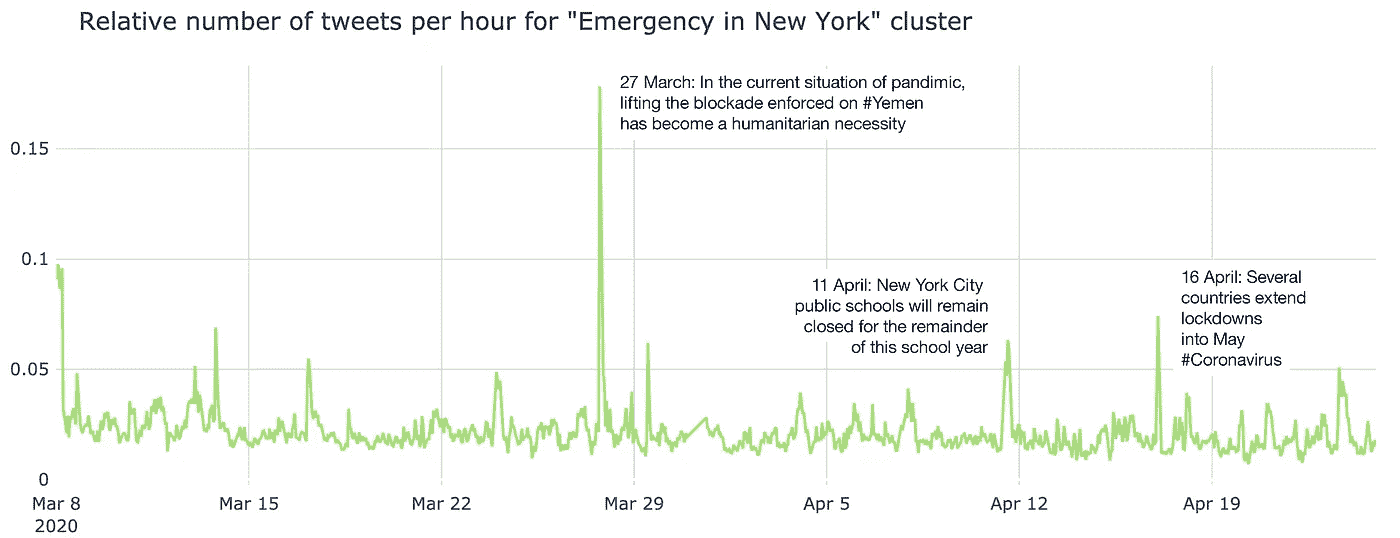 Relative number of tweets per hour for "Emergency in New York" cluster
27 March: In the current situation of pandimic,
lifting the blockade enforced on #Yemen
has become a humanitarian necessity
0.15
0.1
11 April: New York City
public schools will remain
closed for the remainder
of this school year
16 April: Several
countries extend
lockdowns
into May
#Coronavirus
0.05
0
Mar 8
2020
Mar 15
Mar 22
Mar 29
Apr 5
Apr 12
Apr 19